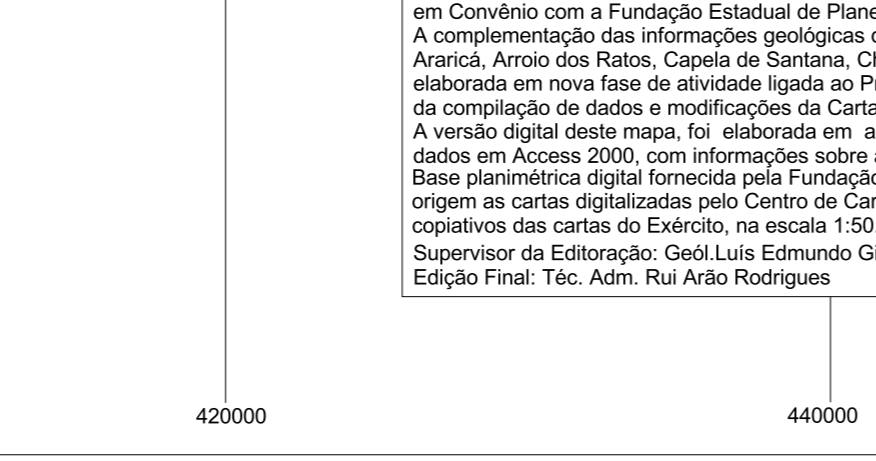 em Convênio com a Fundação Estadual de Plane
A complementação das informações geológicas
Araricá, Arroio dos Ratos, Capela de Santana,
elaborada em nova fase de atividade ligada ao
da compilação de dados e modificações da Carta
A versão digital deste mapa, foi elaborada em a
dados em Access 2000, com informações sobre
Base planimétrica digital fornecida pela Fundação
origem as cartas digitalizadas pelo Centro de Car
copiativos das cartas do Exército, na escala 1:50.
Supervisor da Editoração: Geól.Luís Edmundo Gi
Edição Final: Téc. Adm. Rui Arão Rodrigues
420000 440000